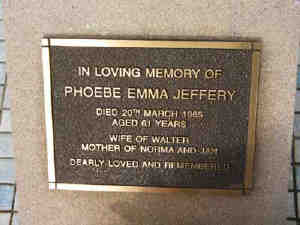 IN LOVING MEMORY OF
PHOEBE EMMA JEFFERY
DIED 20TH MARCH 1985
AGED 61 YEARS
WIFE OF WALTER
MOTHER OF NORMA AND JAN
DEARLY LOVED AND REMEMBERED